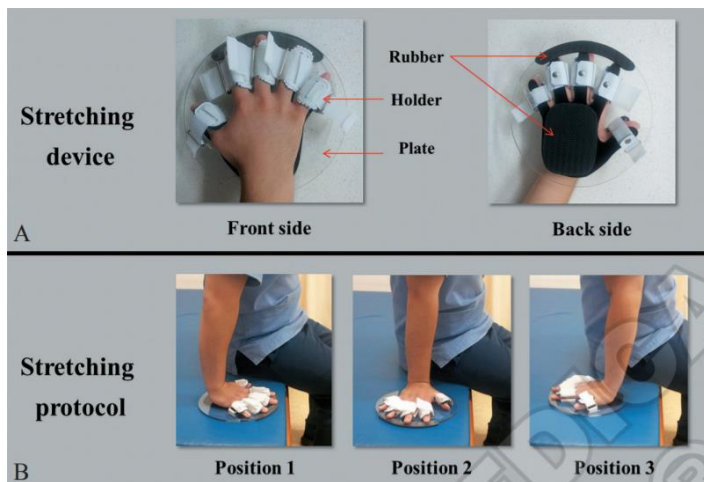 Stretching
device
Rubber
Holder
Plate
A
Front side
Back side
Stretching
protocol
B
Position 1
Position 2
Position 3